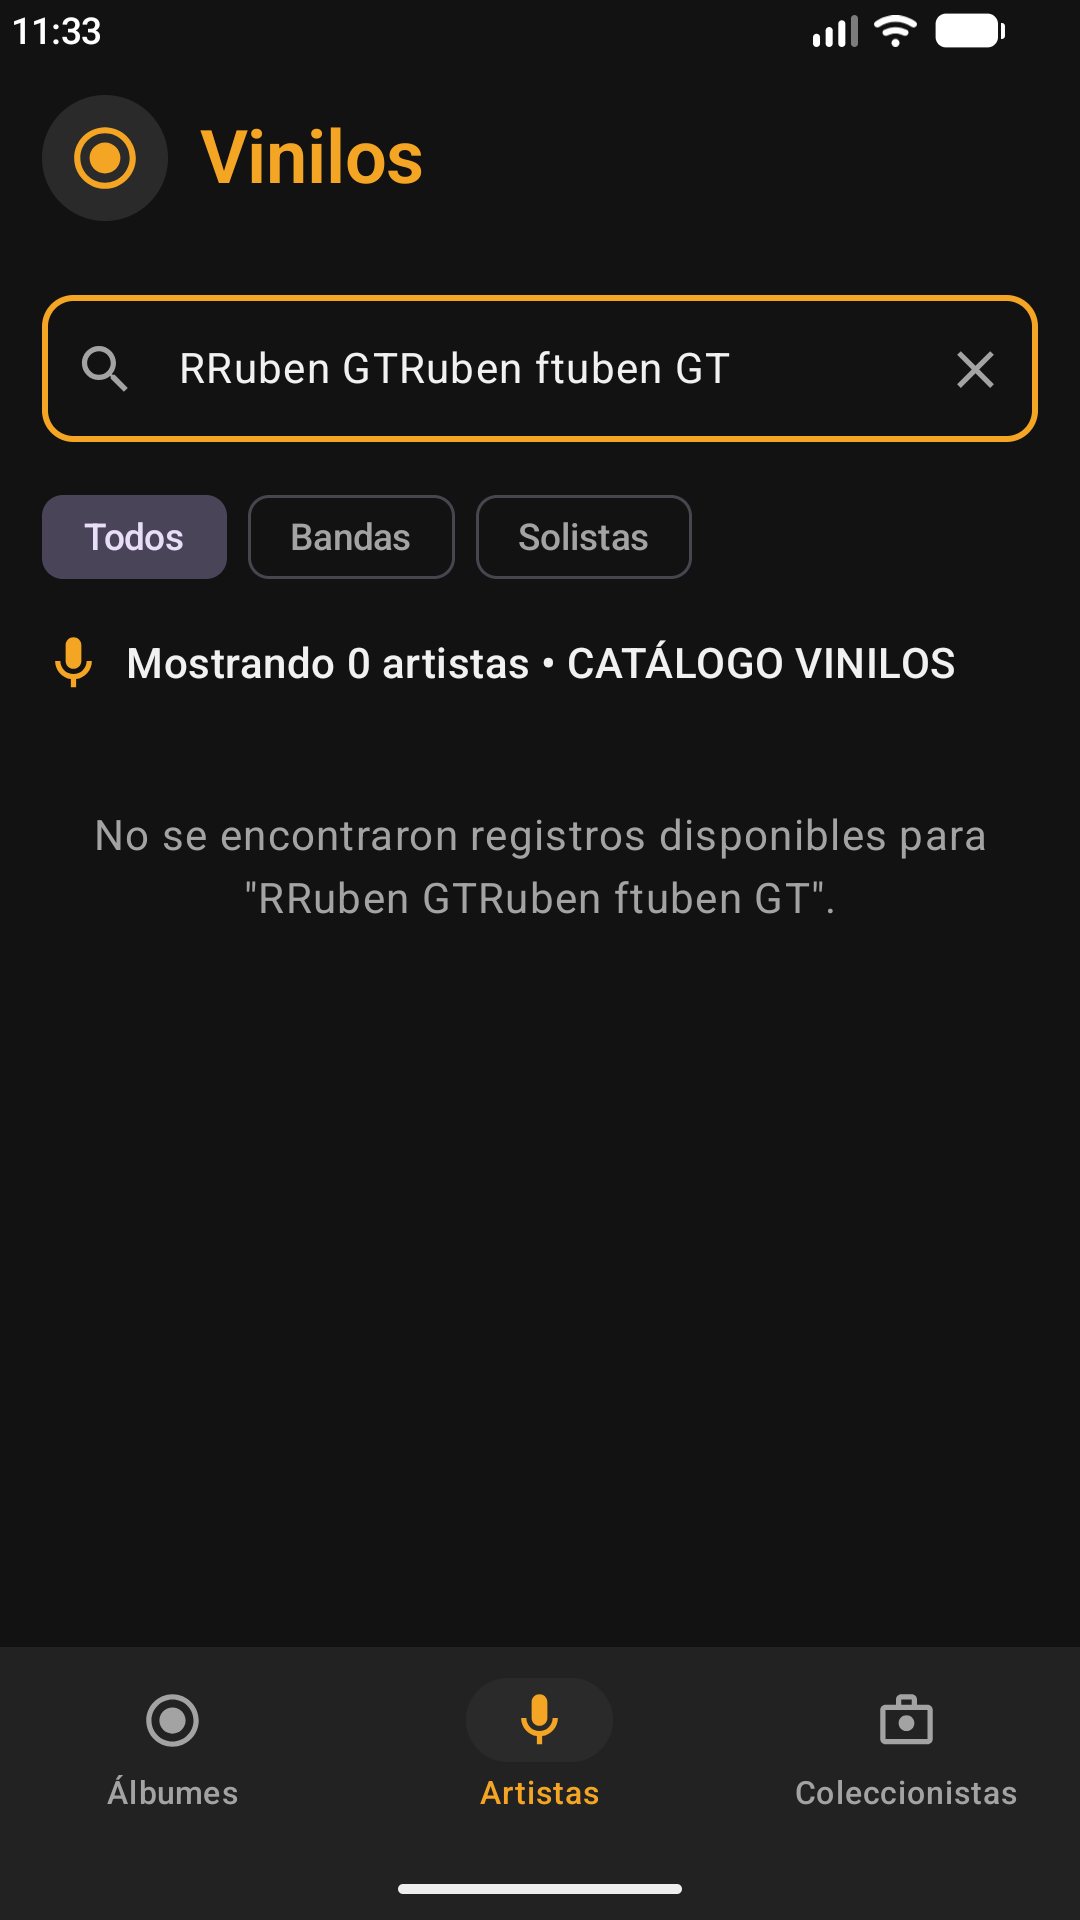 11:33
Vinilos
RRuben GTRuben ftuben GT
Todos
Bandas
Solistas
Mostrando 0 artistas • CATÁLOGO VINILOS
No se encontraron registros disponibles para
"RRuben GTRuben ftuben GT".
Álbumes
Artistas
Coleccionistas